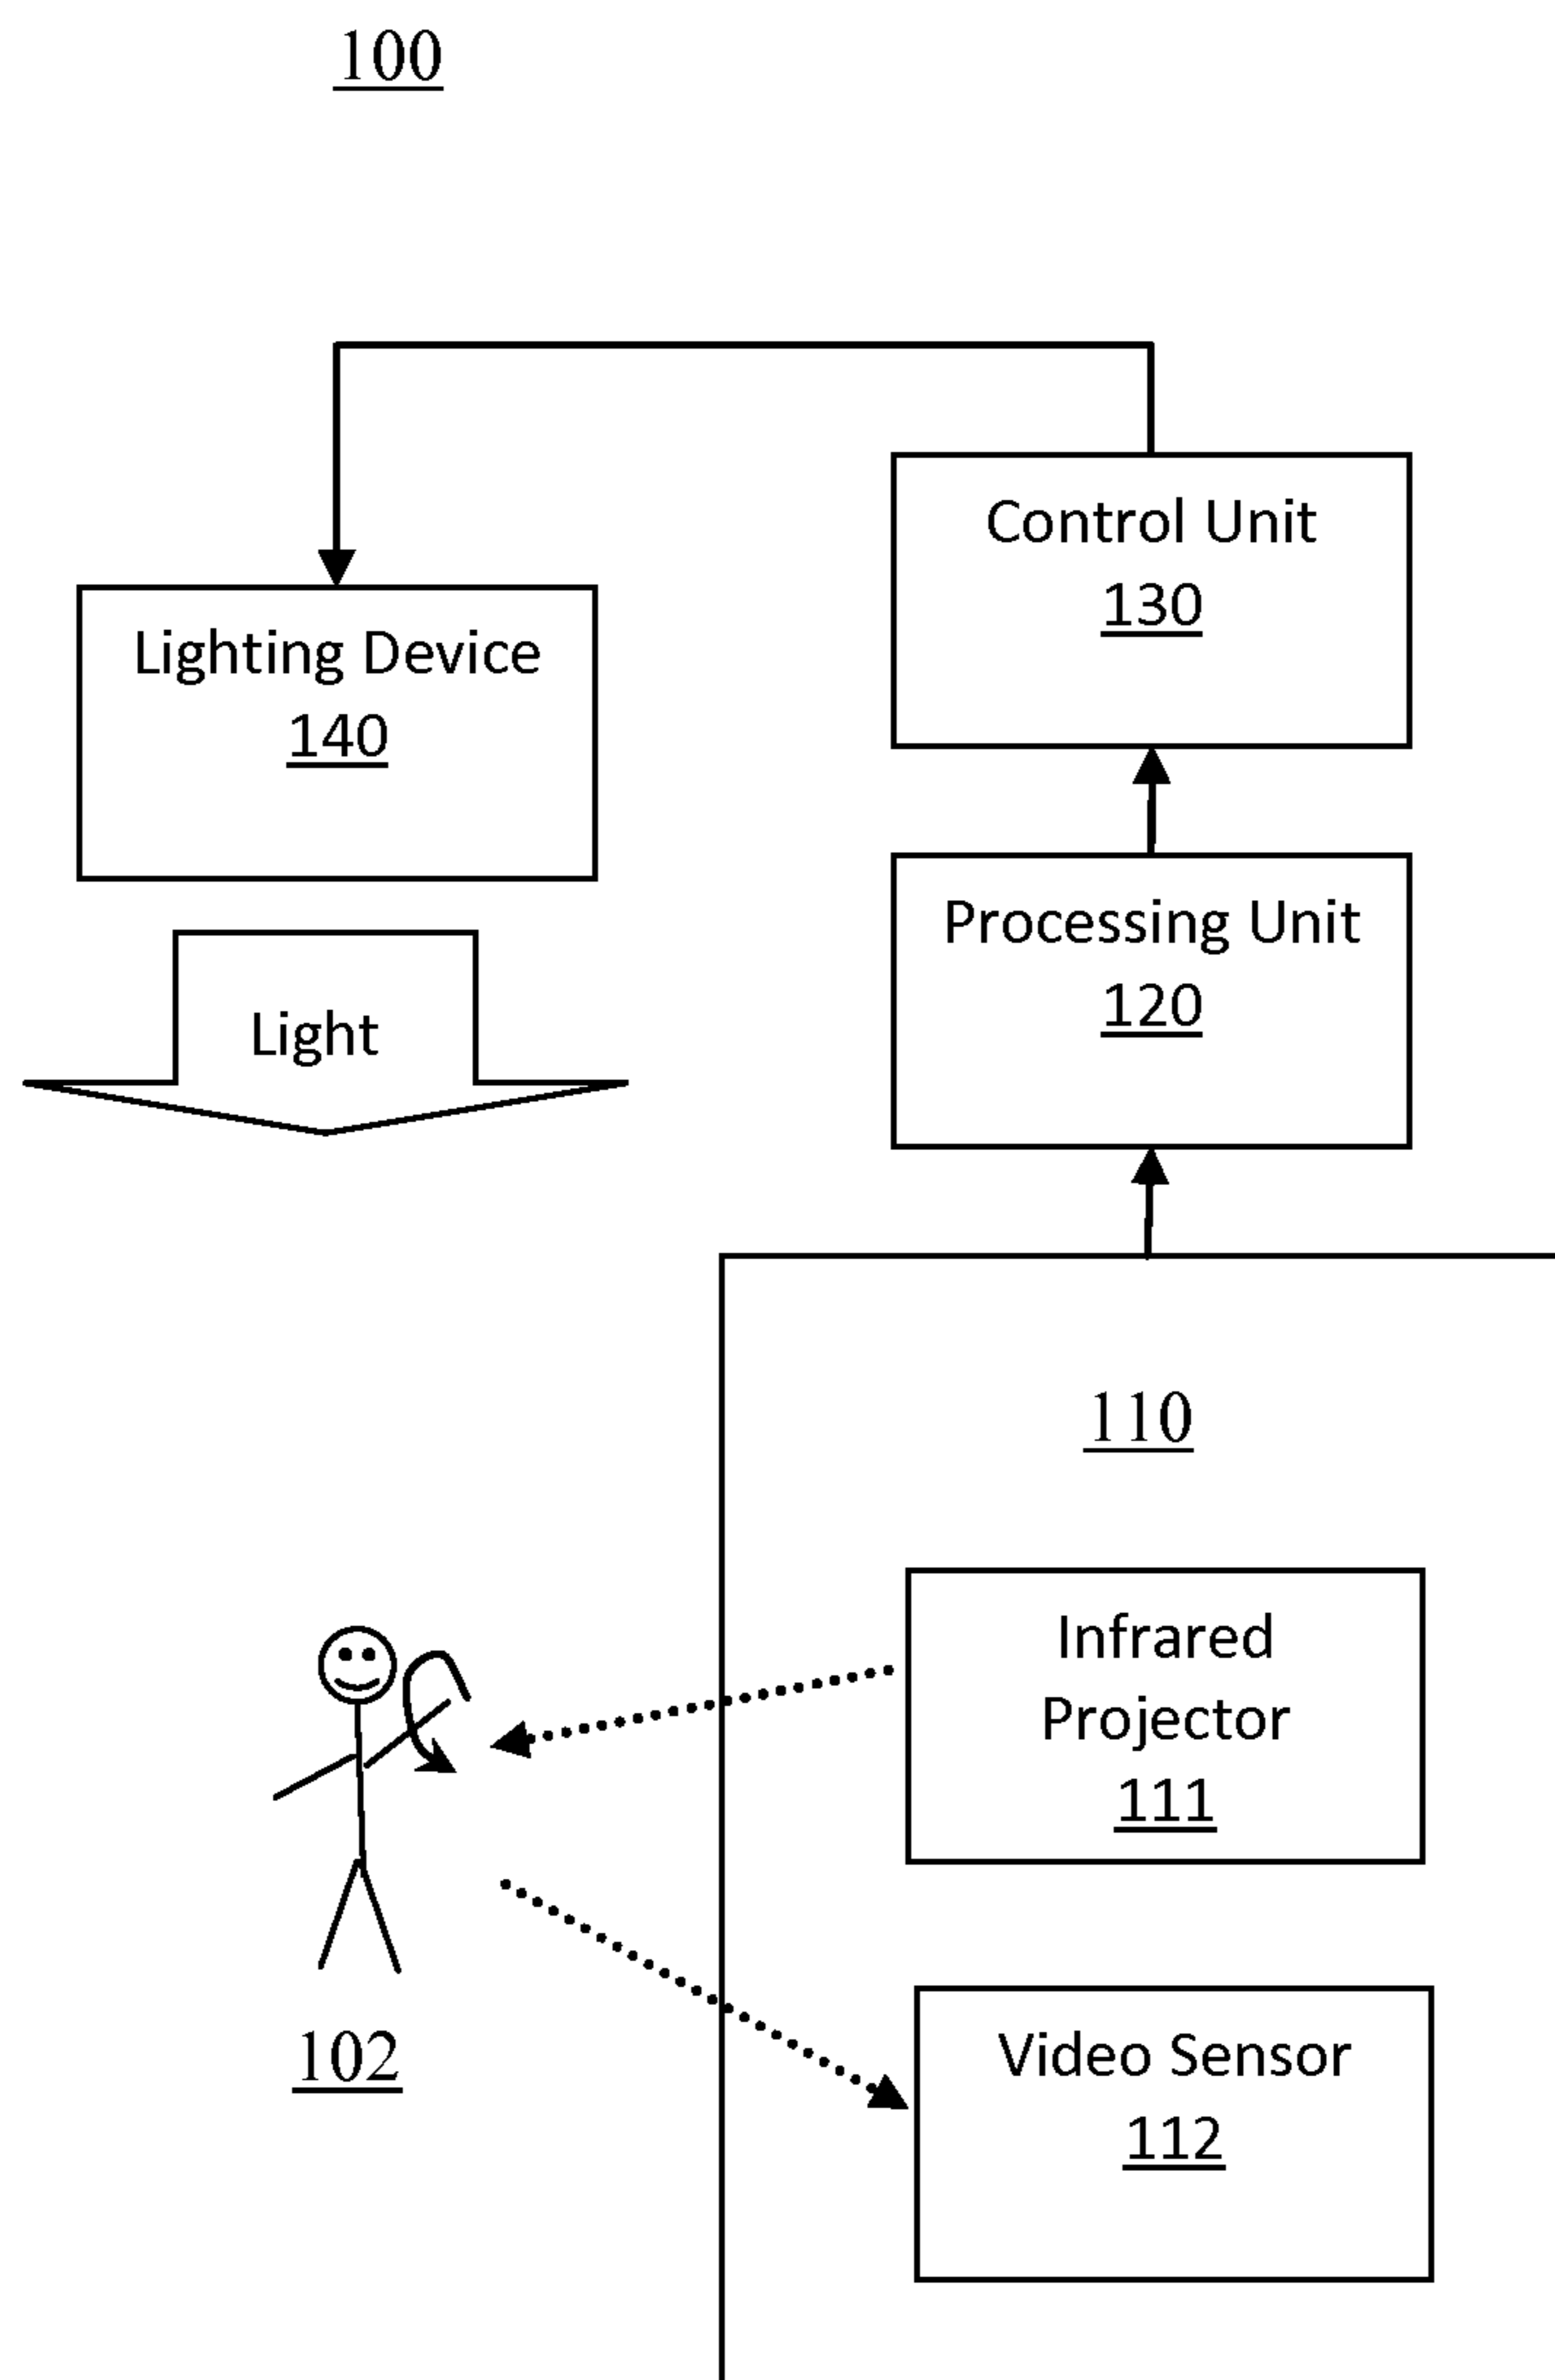 100
Control Unit
130
Lighting Device
140
Processing Unit
120
Light
110
Infrared
Projector
111
Video Sensor
112
102